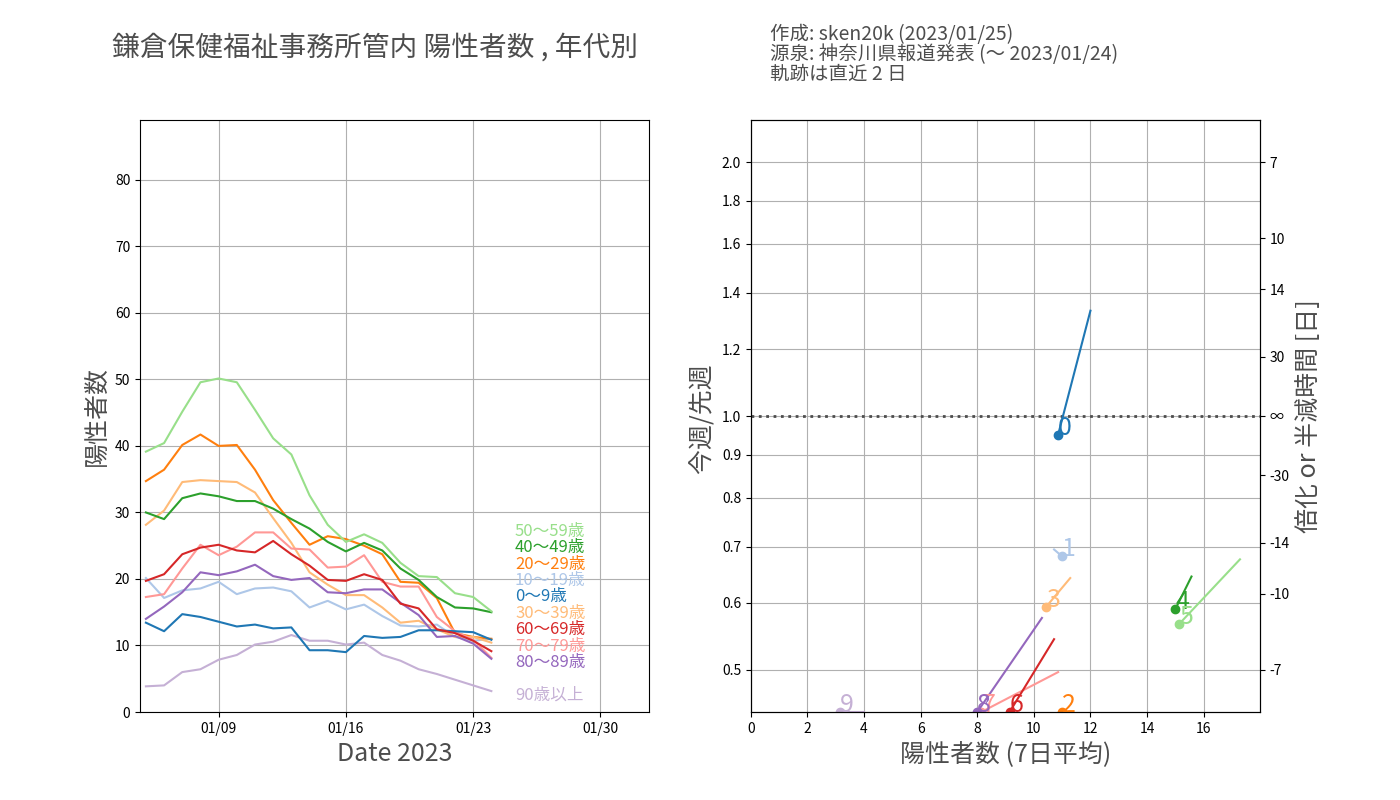 鎌倉保健福祉事務所管内 陽性者数 , 年代別
作成: sken20k (2023/01/25)
源泉: 神奈川県報道発表 (〜 2023/01/24)
軌跡は直近 2 日
陽性者数
80
70
60
50
40
30
20
10
0
50〜59歳
40〜49歳
20〜29歳
10〜19歳
0〜9歳
30〜39歳
60〜69歳
70〜79歳
80〜89歳
90歳以上
01/09
01/16
01/23
01/30
Date 2023
今週/先週
2.0
1.8
1.6
1.4
1.2
1.0
0.9
0.8
0.7
0.6
0.5
0
1
3
4
5
9
8
7
6
2
7
10
14
30
∞
-30
-14
-10
-7
倍化 or 半減時間 [日]
0
2
4
6
8
10
12
14
16
陽性者数 (7日平均)